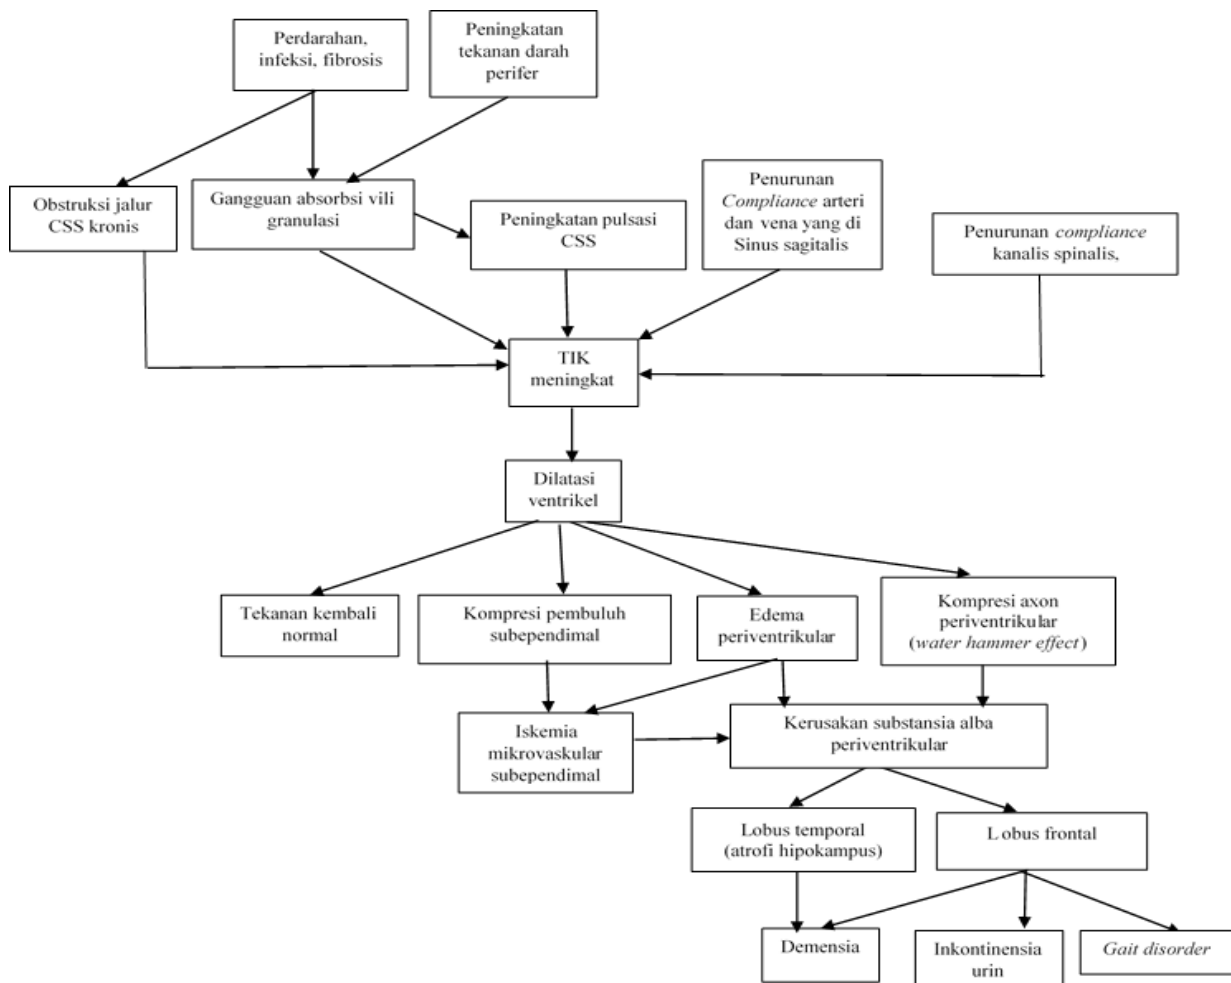 Perdarahan,
infeksi, fibrosis
Peningkatan
tekanan darah
perifer
Obstruksi jalur
CSS kronis
Gangguan absorbsi vili
granulasi
Peningkatan pulsasi
CSS
Penurunan
Compliance arteri
dan vena yang di
Sinus sagitalis
Penurunan compliance
kanalis spinalis,
TIK
meningkat
Dilatasi
ventrikel
Tekanan kembali
normal
Kompresi pembuluh
subependimal
Edema
periventrikular
Kompresi axon
periventrikular
(water hammer effect)
Iskemia
mikrovaskular
subependimal
Kerusakan substansia alba
periventrikular
Lobus temporal
(atrofi hipokampus)
L obus frontal
Demensia
Inkontinensia
urin
Gait disorder